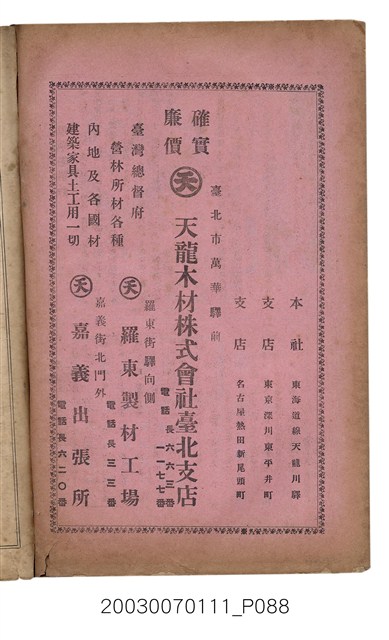 本社 東海道線天龍川驛
支店 東京深川東平井町
支店 名古屋熱田新尾頭町
臺北市萬華驛前
確實
廉價
天 天龍木材株式會社臺北支店
電話 長六六三番
一一七七番
臺灣總督府
營林所材各種
羅東街驛向側
天 羅東製材工場
電話長三三番
內地及各國材
建築家具土工用一切
嘉義街北門外
天 嘉義出張所
電話長六二〇番
20030070111_P088